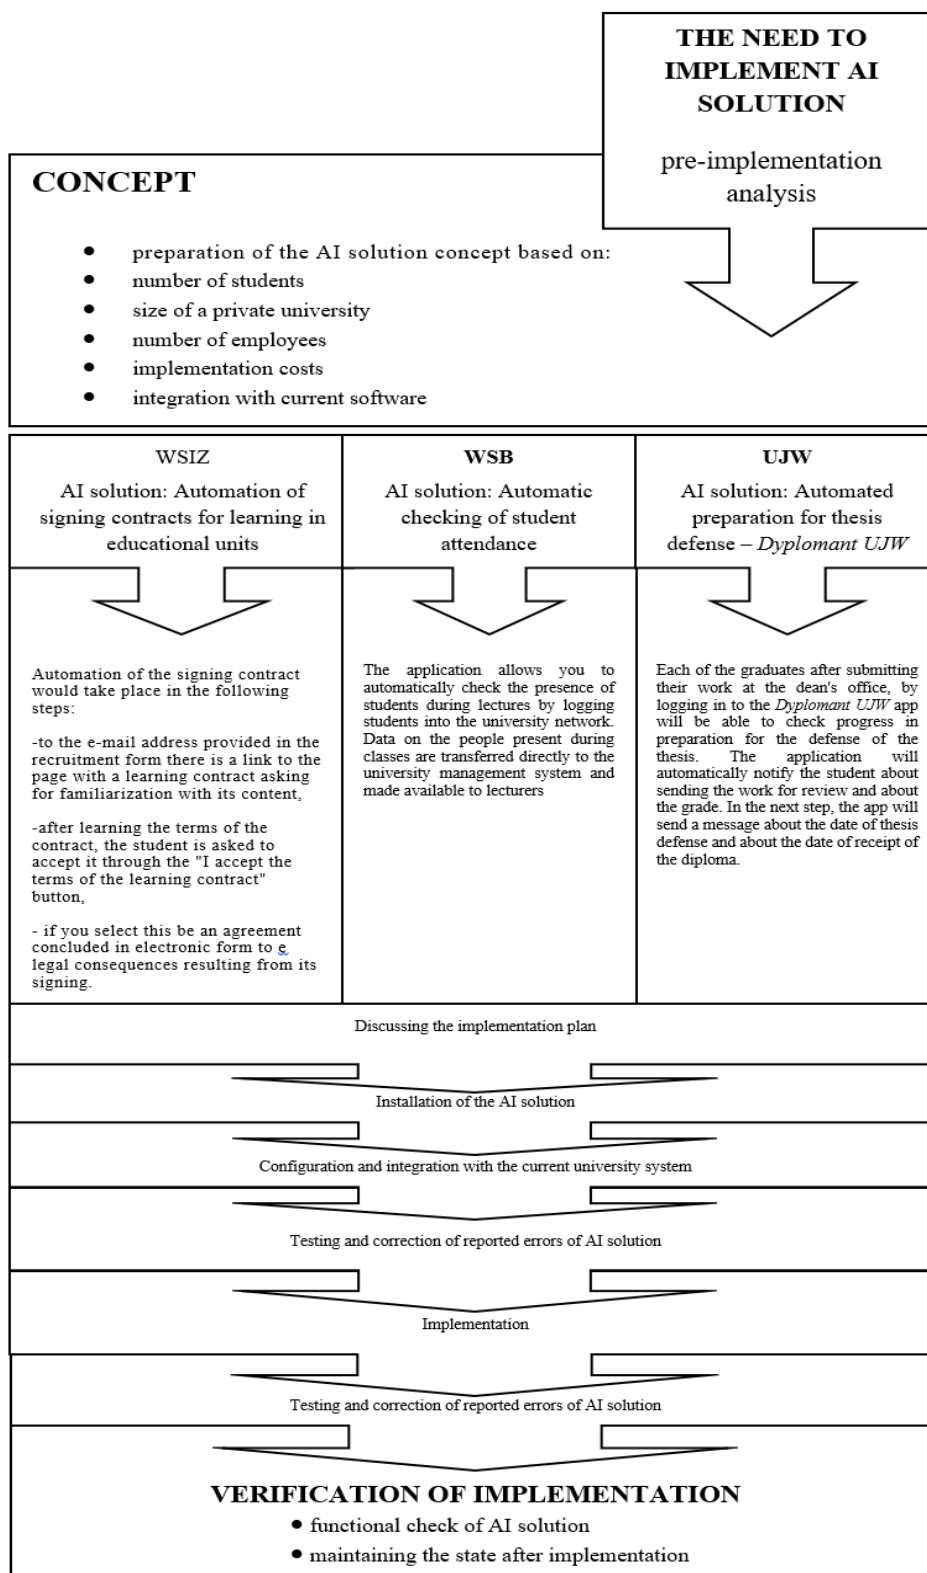 THE NEED TO
IMPLEMENT AI
SOLUTION
pre-implementation
analysis
CONCEPT
• preparation of the AI solution concept based on:
• number of students
• size of a private university
• number of employees
• implementation costs
• integration with current software
WSIZ
AI solution: Automation of
signing contracts for learning in
educational units
WSB
AI solution: Automatic
checking of student
attendance
UJW
AI solution: Automated
preparation for thesis
defense – Dyplomant UJW
Automation of the signing contract
would take place in the following
steps:
-to the e-mail address provided in the
recruitment form there is a link to the
page with a learning contract asking
for familiarization with its content,
-after learning the terms of the
contract, the student is asked to
accept it through the "I accept the
terms of the learning contract"
button,
- if you select this be an agreement
concluded in electronic form to e
legal consequences resulting from its
signing.
The application allows you to
automatically check the presence of
students during lectures by logging
students into the university network.
Data on the people present during
classes are transferred directly to the
university management system and
made available to lecturers
Each of the graduates after submitting
their work at the dean's office, by
logging in to the Dyplomant UJW app
will be able to check progress in
preparation for the defense of the
thesis. The application will
automatically notify the student about
sending the work for review and about
the grade. In the next step, the app will
send a message about the date of thesis
defense and about the date of receipt of
the diploma.
Discussing the implementation plan
Installation of the AI solution
Configuration and integration with the current university system
Testing and correction of reported errors of AI solution
Implementation
Testing and correction of reported errors of AI solution
VERIFICATION OF IMPLEMENTATION
• functional check of AI solution
• maintaining the state after implementation